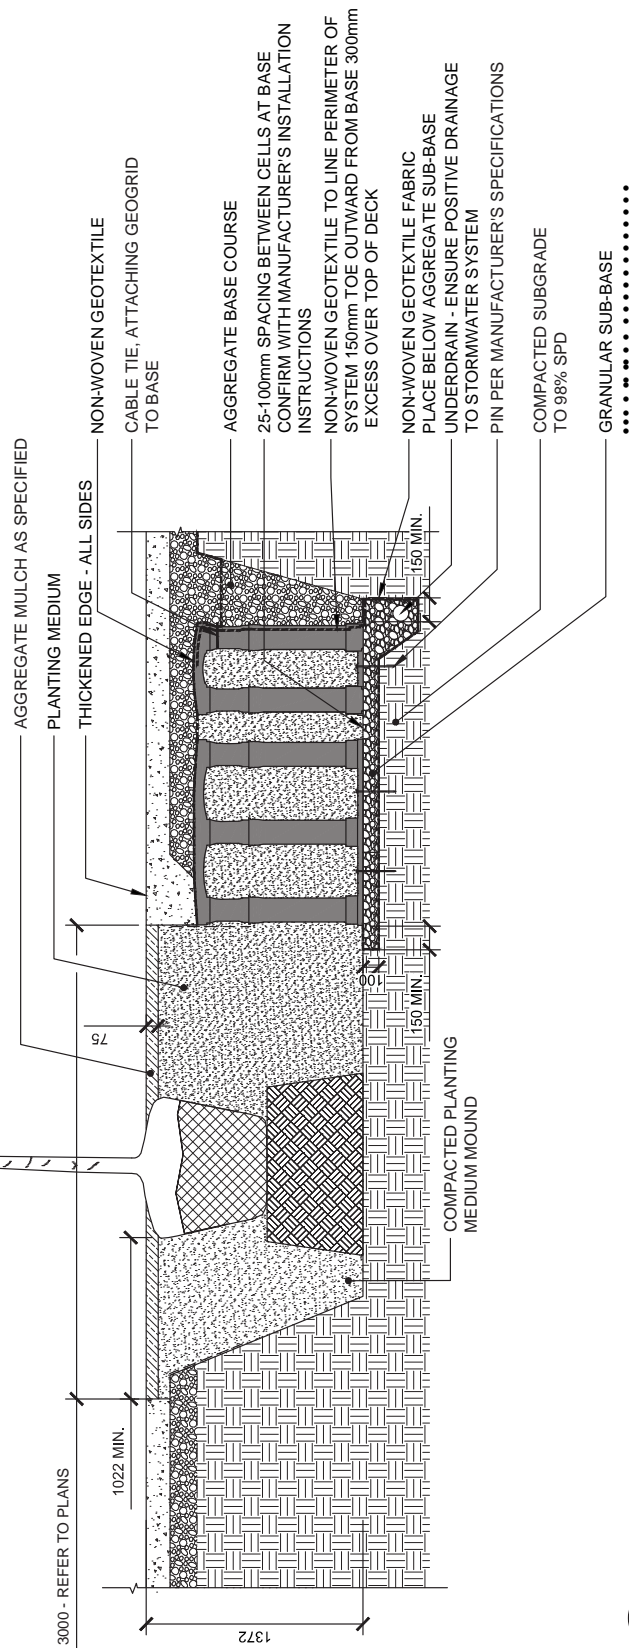 AGGREGATE MULCH AS SPECIFIED
PLANTING MEDIUM
THICKENED EDGE - ALL SIDES
NON-WOVEN GEOTEXTILE
CABLE TIE, ATTACHING GEOGRID
TO BASE
AGGREGATE BASE COURSE
25-100mm SPACING BETWEEN CELLS AT BASE
CONFIRM WITH MANUFACTURER'S INSTALLATION
INSTRUCTIONS
NON-WOVEN GEOTEXTILE TO LINE PERIMETER OF
SYSTEM 150mm TOE OUTWARD FROM BASE 300mm
EXCESS OVER TOP OF DECK
NON-WOVEN GEOTEXTILE FABRIC
PLACE BELOW AGGREGATE SUB-BASE
UNDERDRAIN - ENSURE POSITIVE DRAINAGE
TO STORMWATER SYSTEM
PIN PER MANUFACTURER'S SPECIFICATIONS
COMPACTED SUBGRADE
TO 98% SPD
GRANULAR SUB-BASE
150 MIN.
75
100
150 MIN.
COMPACTED PLANTING
MEDIUM MOUND
3000 - REFER TO PLANS
1022 MIN.
1372